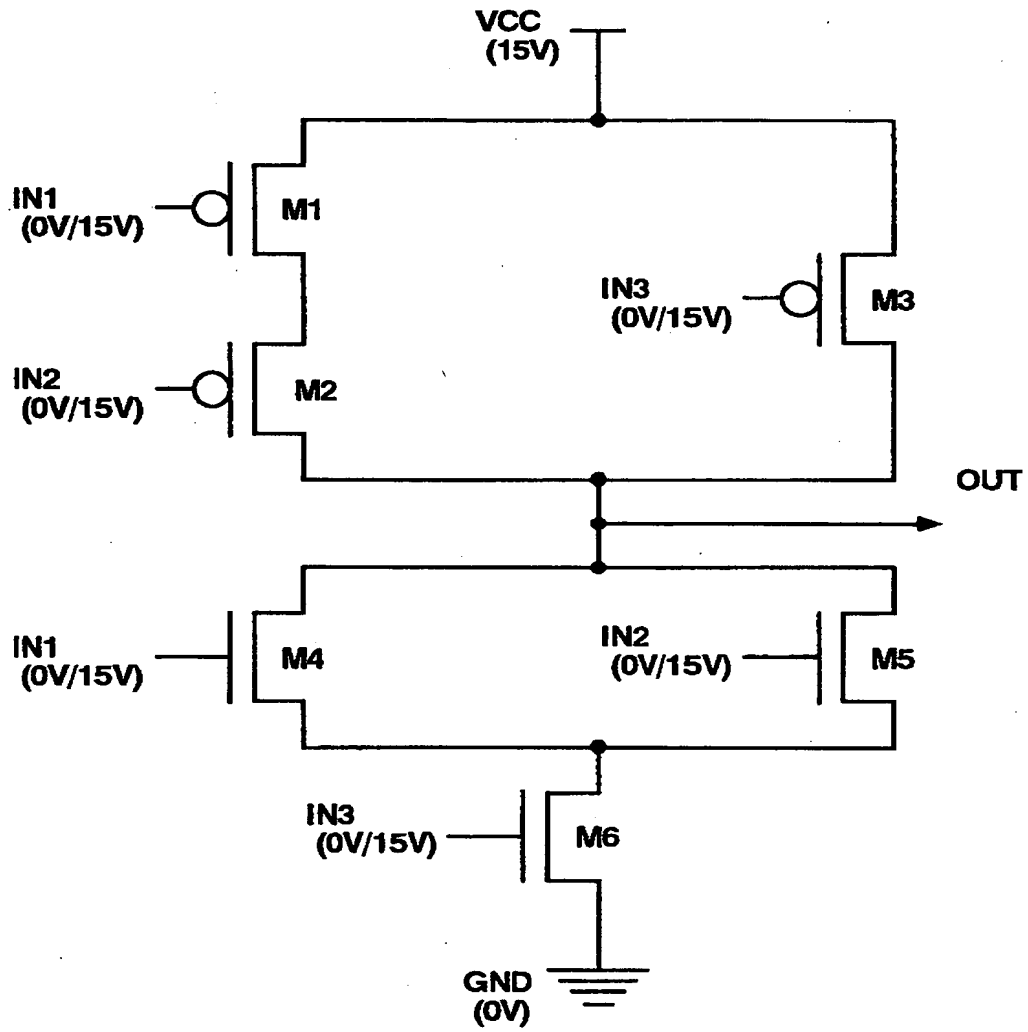 VCC
(15V)
IN1
(0V/15V)
M1
IN3
(0V/15V)
M3
IN2
(0V/15V)
M2
OUT
IN1
(0V/15V)
M4
IN2
(0V/15V)
M5
IN3
(0V/15V)
M6
GND
(0V)